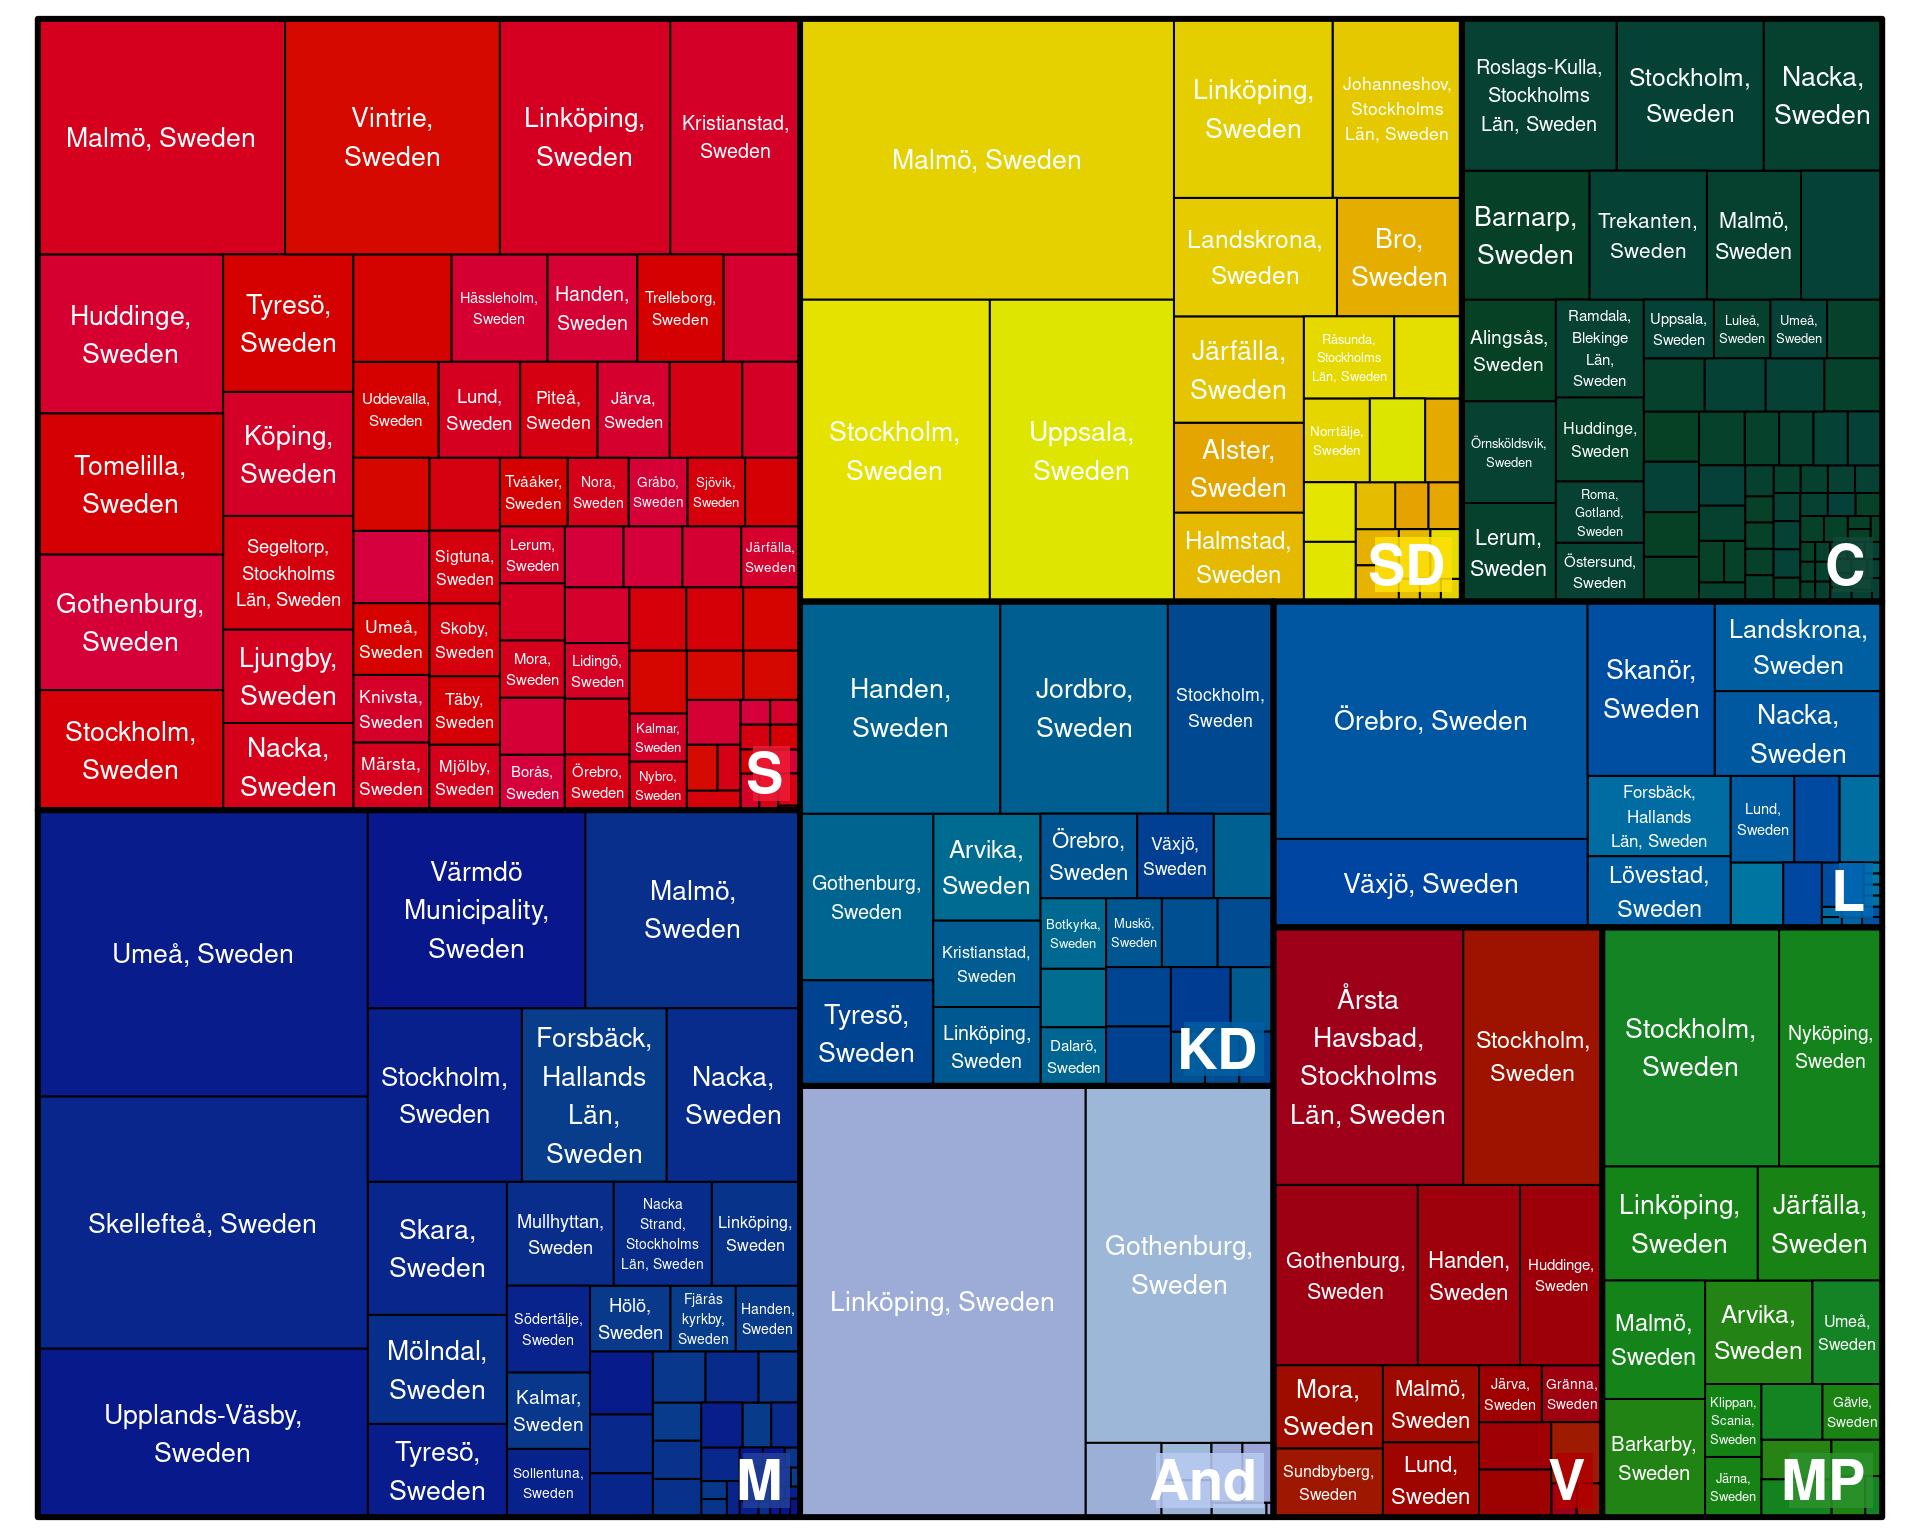 Malmö, Sweden
Vintrie,
Sweden
Linköping,
Sweden
Kristianstad,
Sweden
Huddinge,
Sweden
Tomelilla,
Sweden
Gothenburg,
Sweden
Stockholm,
Sweden
Tyresö,
Sweden
Köping,
Sweden
Segeltorp,
Stockholms
Län, Sweden
Ljungby,
Sweden
Nacka,
Sweden
Hässleholm,
Sweden
Handen,
Sweden
Trelleborg,
Sweden
Uddevalla,
Sweden
Lund,
Sweden
Piteå,
Sweden
Järva,
Sweden
Sigtuna,
Sweden
Umeå,
Sweden
Skoby,
Sweden
Knivsta,
Sweden
Täby,
Sweden
Märsta,
Sweden
Mjölby,
Sweden
Tvååker,
Sweden
Nora,
Sweden
Gråbo,
Sweden
Sjövik,
Sweden
Lerum,
Sweden
Järfälla,
Sweden
Mora,
Sweden
Lidingö,
Sweden
Borås,
Sweden
Örebro,
Sweden
Kalmar,
Sweden
Nybro,
Sweden
S
Malmö, Sweden
Stockholm,
Sweden
Uppsala,
Sweden
Linköping,
Sweden
Johanneshov,
Stockholms
Län, Sweden
Landskrona,
Sweden
Bro,
Sweden
Järfälla,
Sweden
Alster,
Sweden
Halmstad,
Sweden
Råsunda,
Stockholms
Län, Sweden
Norrtälje,
Sweden
SD
Roslags-Kulla,
Stockholms
Län, Sweden
Stockholm,
Sweden
Nacka,
Sweden
Barnarp,
Sweden
Trekanten,
Sweden
Malmö,
Sweden
Alingsås,
Sweden
Örnsköldsvik,
Sweden
Lerum,
Sweden
Ramdala,
Blekinge
Län,
Sweden
Huddinge,
Sweden
Roma,
Gotland,
Sweden
Östersund,
Sweden
Uppsala,
Sweden
Luleå,
Sweden
Umeå,
Sweden
C
Umeå, Sweden
Skellefteå, Sweden
Upplands-Väsby,
Sweden
Värmdö
Municipality,
Sweden
Malmö,
Sweden
Stockholm,
Sweden
Forsbäck,
Hallands
Län,
Sweden
Nacka,
Sweden
Skara,
Sweden
Mölndal,
Sweden
Tyresö,
Sweden
Mullhyttan,
Sweden
Nacka
Strand,
Stockholms
Län, Sweden
Linköping,
Sweden
Södertälje,
Sweden
Kalmar,
Sweden
Sollentuna,
Sweden
Hölö,
Sweden
Fjärås
kyrkby,
Sweden
Handen,
Sweden
M
Handen,
Sweden
Jordbro,
Sweden
Stockholm,
Sweden
Gothenburg,
Sweden
Tyresö,
Sweden
Arvika,
Sweden
Kristianstad,
Sweden
Linköping,
Sweden
Örebro,
Sweden
Växjö,
Sweden
Botkyrka,
Sweden
Muskö,
Sweden
Dalarö,
Sweden
KD
Linköping, Sweden
Gothenburg,
Sweden
And
Örebro, Sweden
Växjö, Sweden
Skanör,
Sweden
Landskrona,
Sweden
Nacka,
Sweden
Forsbäck,
Hallands
Län, Sweden
Lövestad,
Sweden
Lund,
Sweden
L
Årsta
Havsbad,
Stockholms
Län, Sweden
Stockholm,
Sweden
Gothenburg,
Sweden
Handen,
Sweden
Huddinge,
Sweden
Mora,
Sweden
Sundbyberg,
Sweden
Malmö,
Sweden
Lund,
Sweden
Järva,
Sweden
Gränna,
Sweden
V
Stockholm,
Sweden
Nyköping,
Sweden
Linköping,
Sweden
Järfälla,
Sweden
Malmö,
Sweden
Barkarby,
Sweden
Arvika,
Sweden
Umeå,
Sweden
Klippan,
Scania,
Sweden
Järna,
Sweden
Gävle,
Sweden
MP